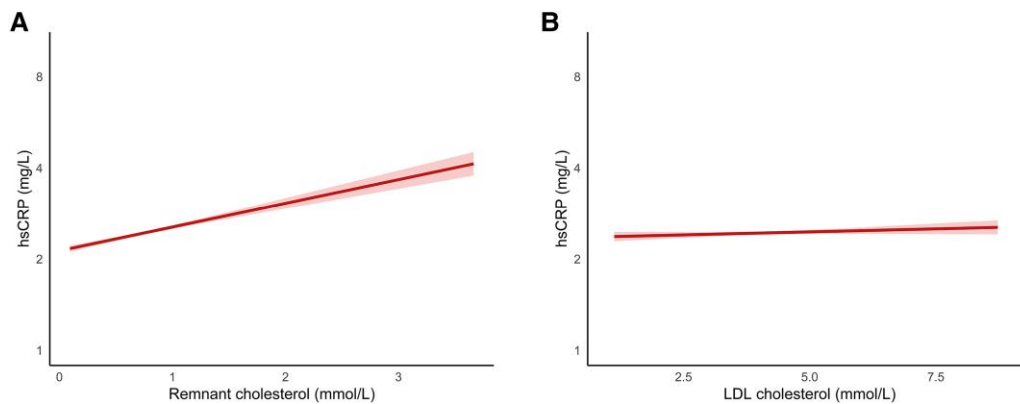 A
hsCRP (mg/L)
8
4
2
1
0 1 2 3
Remnant cholesterol (mmol/L)
B
hsCRP (mg/L)
8
4
2
1
2.5 5.0 7.5
LDL cholesterol (mmol/L)